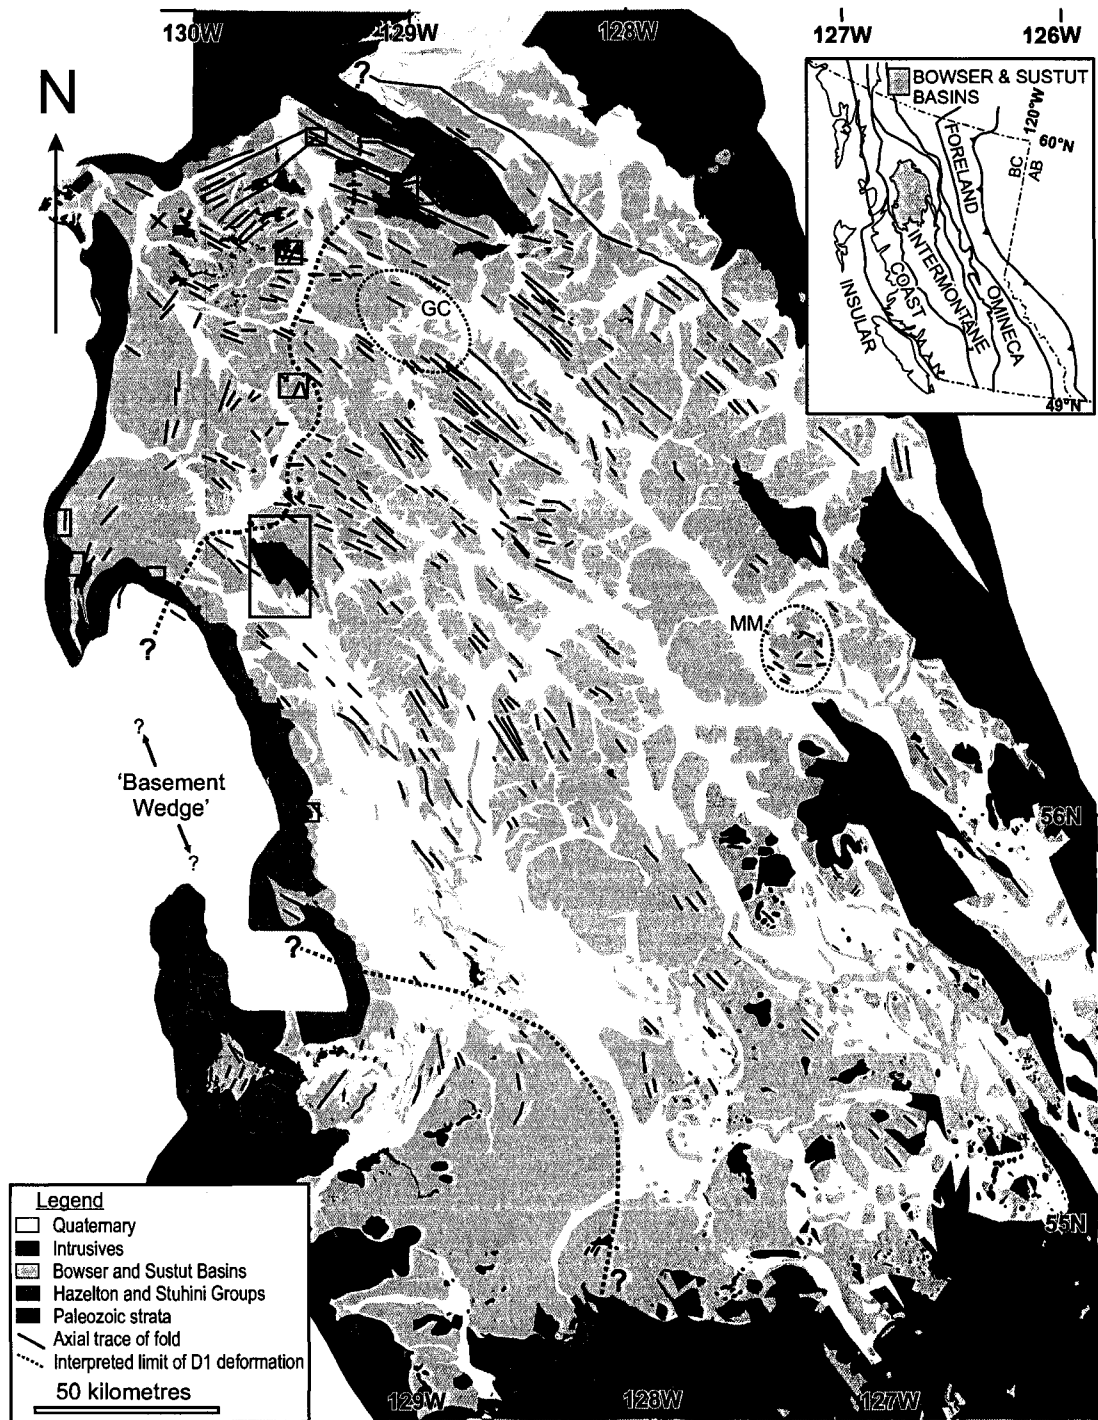 130W
129W
128W
127W
126W
N
?
BOWSER & SUSTUT
BASINS
120°W
60°N
BC
AB
FORELAND
INTERMONTANE
OMINECA
COAST
INSULAR
49°N
GC
MM
?
?
'Basement
Wedge'
?
56N
?
55N
?
Legend
Quaternary
Intrusives
Bowser and Sustut Basins
Hazelton and Stuhini Groups
Paleozoic strata
Axial trace of fold
Interpreted limit of D1 deformation
50 kilometres
129W
128W
127W